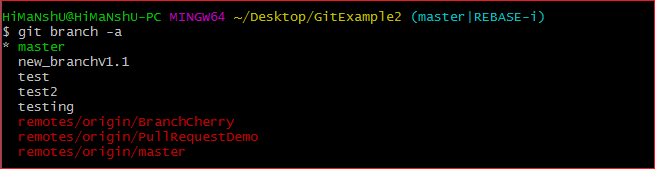 HiMaNshU@HiMaNshU-PC MINGW64 ~/Desktop/GitExample2 (master|REBASE-i)
$ git branch -a
* master
  new_branchV1.1
  test
  test2
  testing
  remotes/origin/BranchCherry
  remotes/origin/PullRequestDemo
  remotes/origin/master